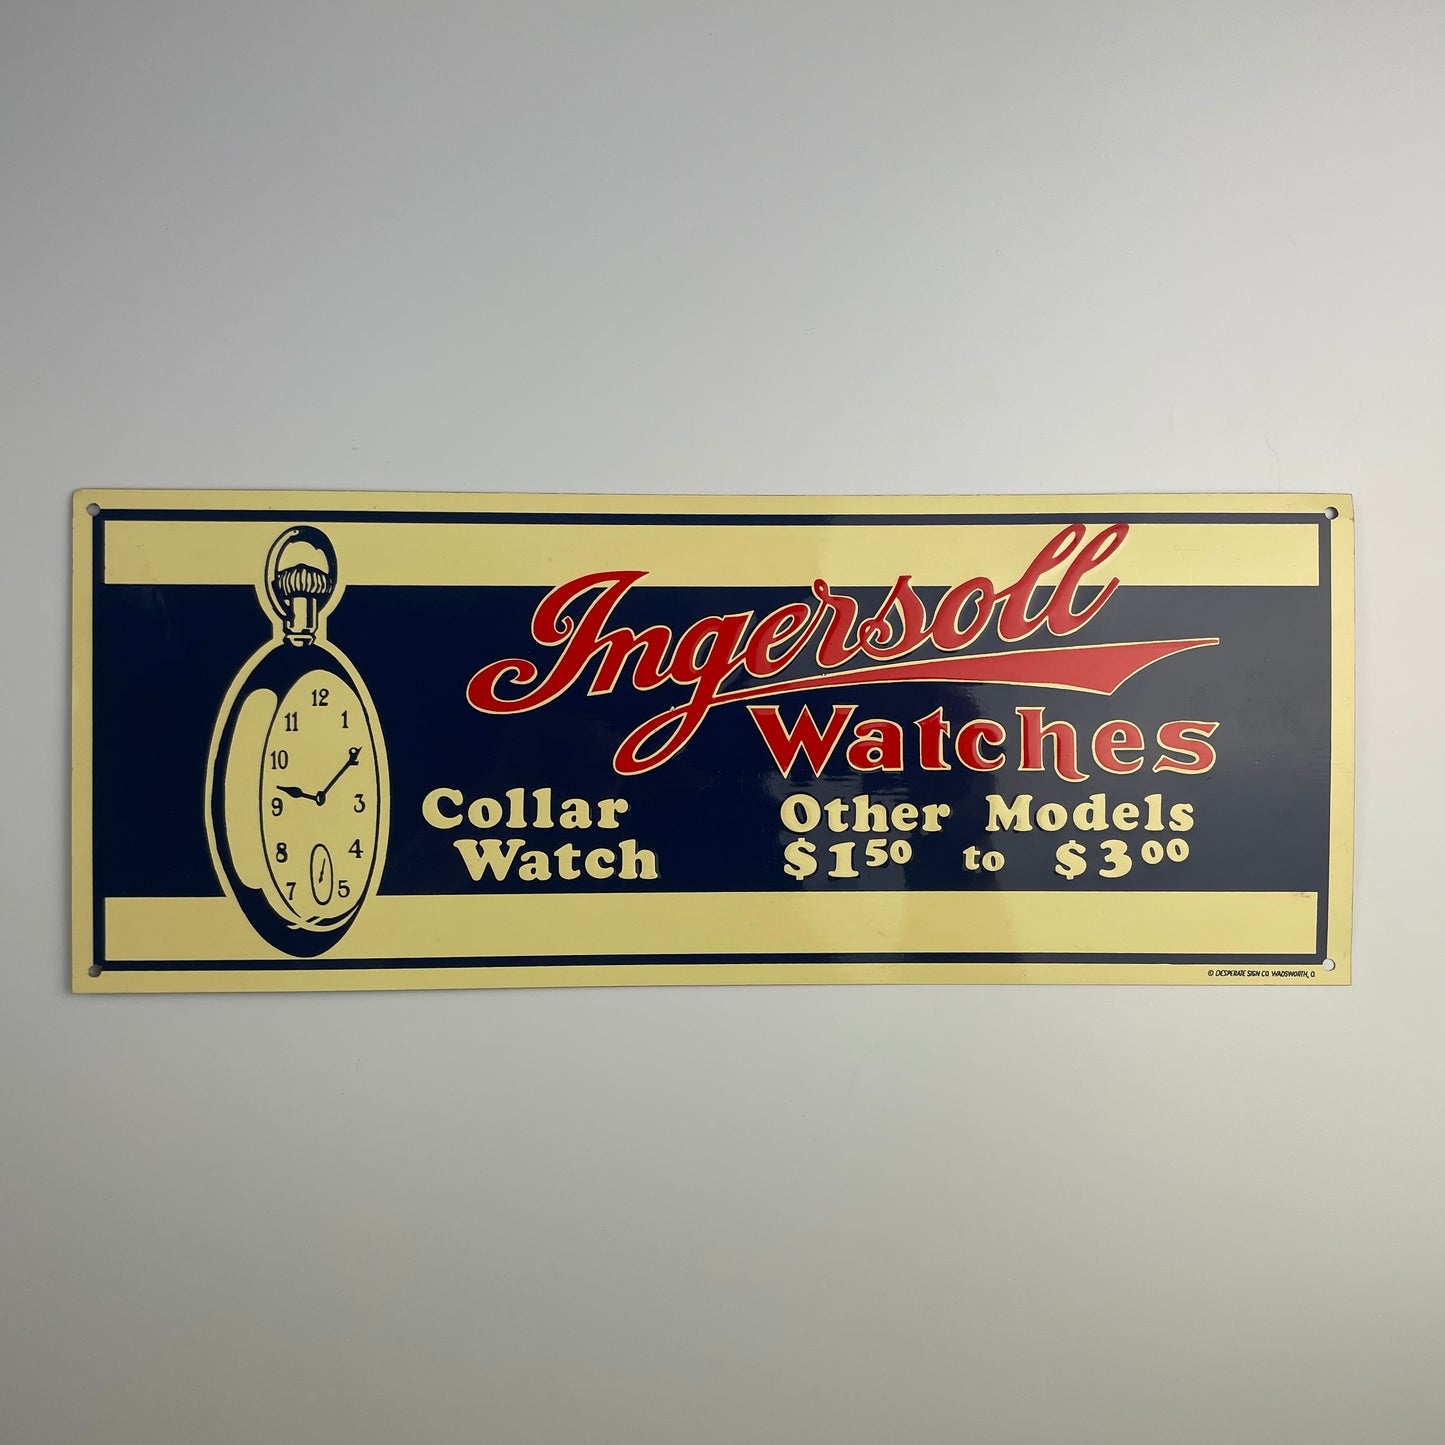 Ingersoll
Watches
Collar
Watch
Other Models
$1 50 to $3 00
12
11 1
10 2
9 3
8 4
7 5
© DESPERATE SIGN CO. WADSWORTH, O.